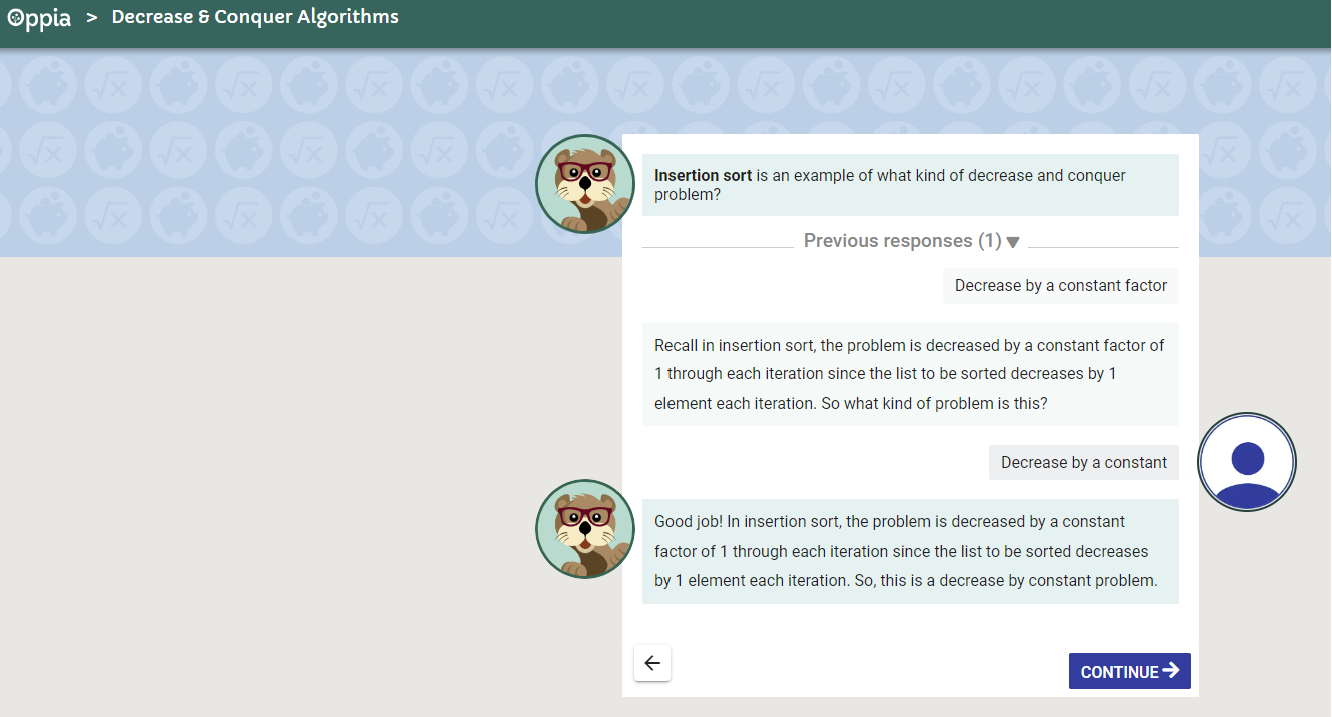 Oppia > Decrease & Conquer Algorithms
Insertion sort is an example of what kind of decrease and conquer
problem?
Previous responses (1) ▼
Decrease by a constant factor
Recall in insertion sort, the problem is decreased by a constant factor of
1 through each iteration since the list to be sorted decreases by 1
element each iteration. So what kind of problem is this?
Decrease by a constant
Good job! In insertion sort, the problem is decreased by a constant
factor of 1 through each iteration since the list to be sorted decreases
by 1 element each iteration. So, this is a decrease by constant problem.
CONTINUE